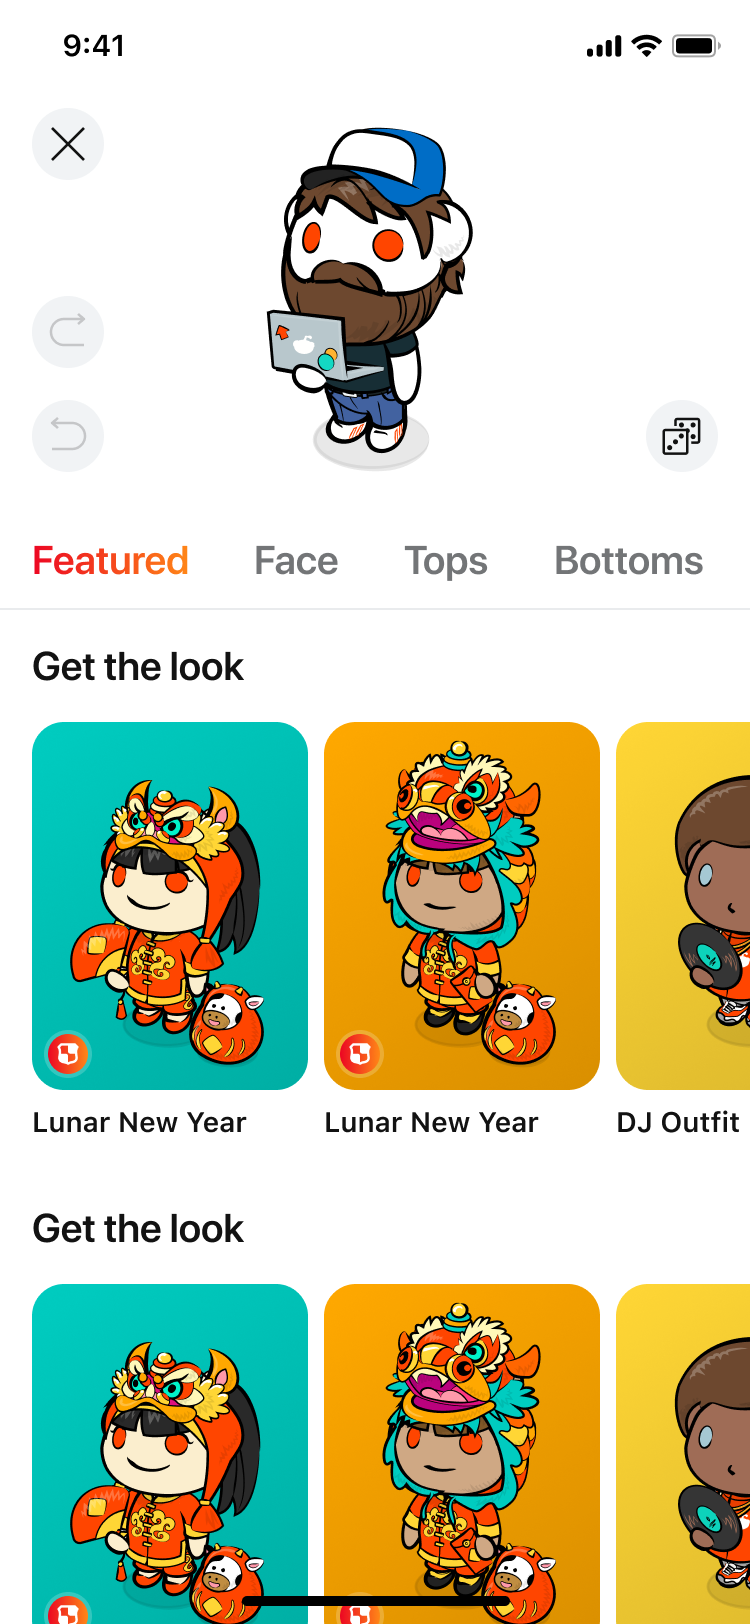 9:41
Featured Face Tops Bottoms
Get the look
Lunar New Year Lunar New Year DJ Outfit
Get the look